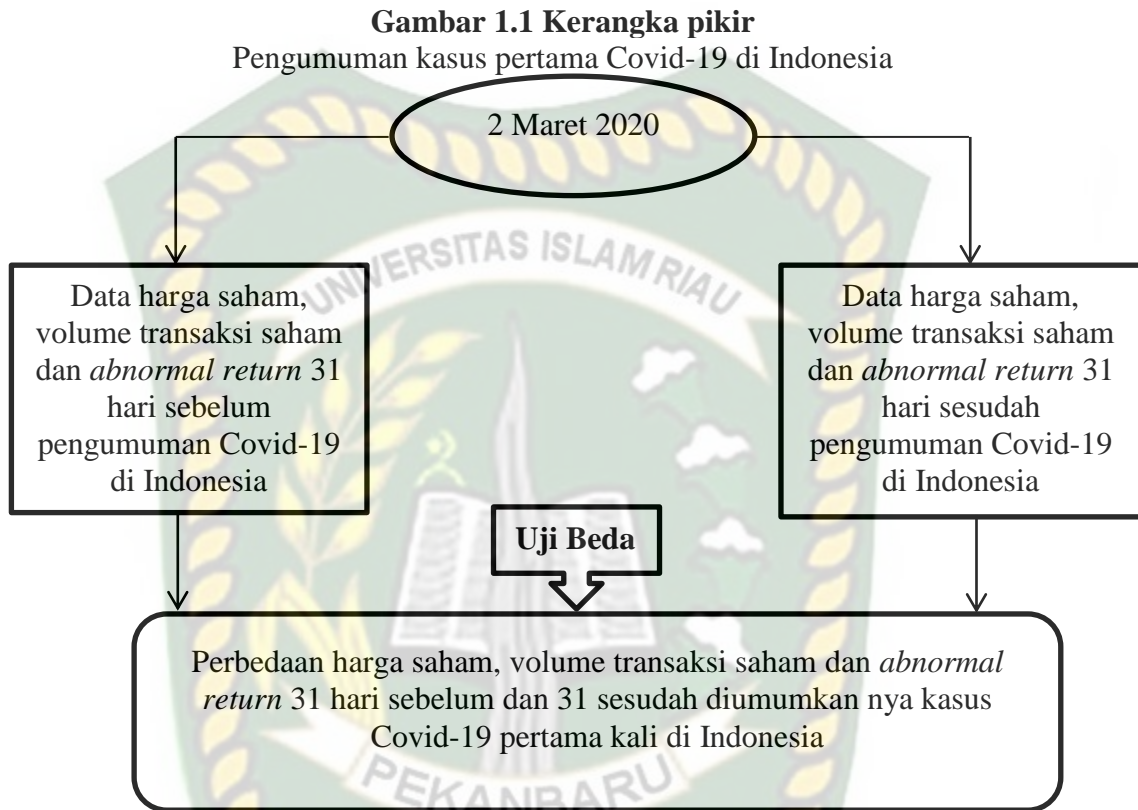 Gambar 1.1 Kerangka pikir
Pengumuman kasus pertama Covid-19 di Indonesia
2 Maret 2020
UNIVERSITAS ISLAM RIAU
Data harga saham,
volume transaksi saham
dan abnormal return 31
hari sebelum
pengumuman Covid-19
di Indonesia
Data harga saham,
volume transaksi saham
dan abnormal return 31
hari sesudah
pengumuman Covid-19
di Indonesia
Uji Beda
Perbedaan harga saham, volume transaksi saham dan abnormal
return 31 hari sebelum dan 31 sesudah diumumkan nya kasus
Covid-19 pertama kali di Indonesia
PEKANBARU